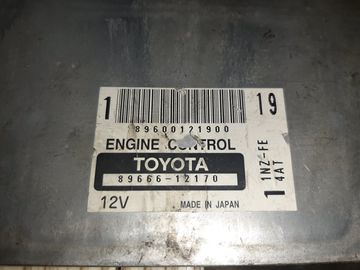 1 19
89600121900
ENGINE CONTROL
TOYOTA
89666-12170
12V MADE IN JAPAN
1 1NZ-FE
4AT